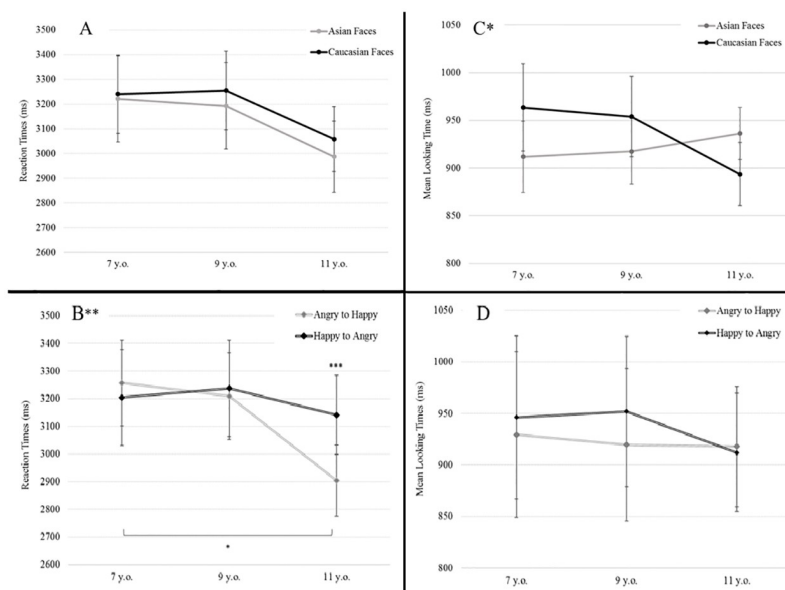 A
Asian Faces
Caucasian Faces
Reaction Times (ms)
3500
3400
3300
3200
3100
3000
2900
2800
2700
2600
7 y.o.
9 y.o.
11 y.o.
C*
Asian Faces
Caucasian Faces
Mean Looking Time (ms)
1050
1000
950
900
850
800
7 y.o.
9 y.o.
11 y.o.
B**
Angry to Happy
Happy to Angry
Reaction Times (ms)
3500
3400
3300
3200
3100
3000
2900
2800
2700
2600
***
*
7 y.o.
9 y.o.
11 y.o.
D
Angry to Happy
Happy to Angry
Mean Looking Times (ms)
1050
1000
950
900
850
800
7 y.o.
9 y.o.
11 y.o.